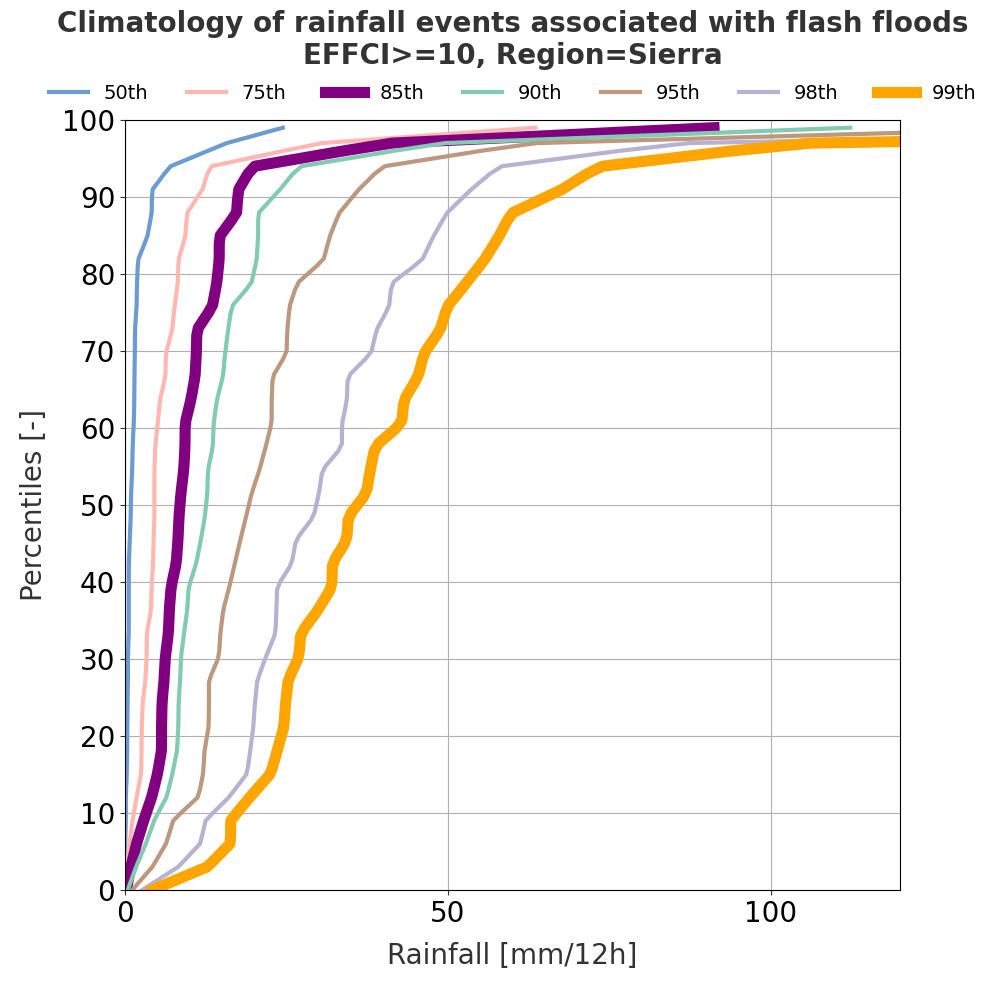 Climatology of rainfall events associated with flash floods
EFFCI>=10, Region=Sierra
50th 75th 85th 90th 95th 98th 99th
100
90
80
70
60
50
40
30
20
10
0
Percentiles [-]
0 50 100
Rainfall [mm/12h]